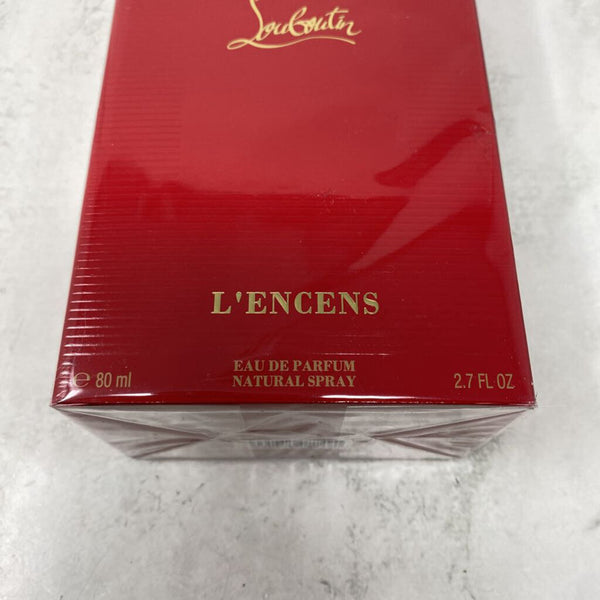 Louboutin
L'ENCENS
EAU DE PARFUM
NATURAL SPRAY
℮ 80 ml
2.7 FL OZ